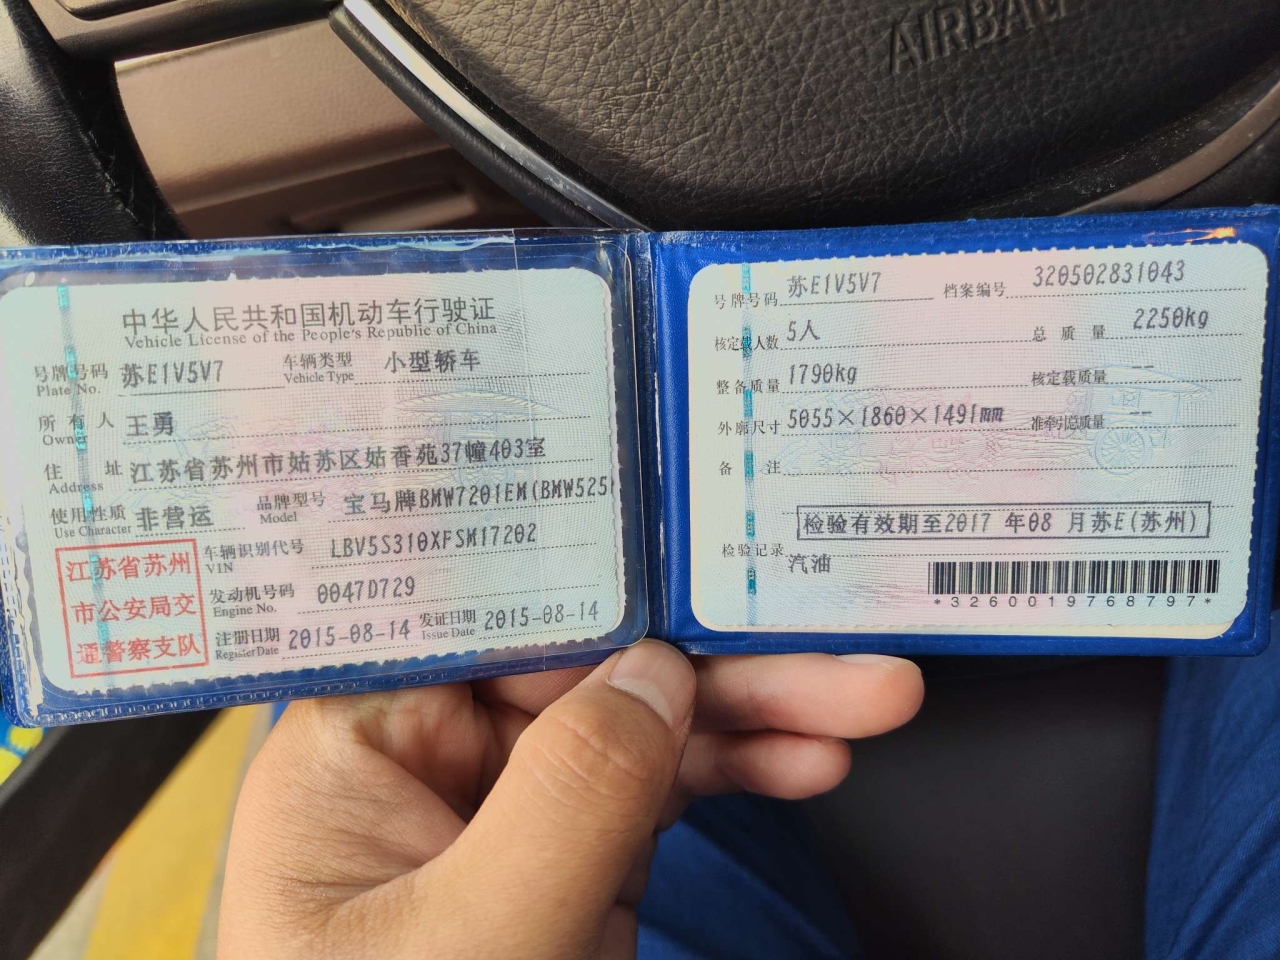 AIRBAG
中华人民共和国机动车行驶证
Vehicle License of the People's Republic of China
号牌号码 苏E1V5V7 车辆类型 小型轿车
Plate No. Vehicle Type
所有人 王勇
Owner
住址 江苏省苏州市姑苏区姑香苑37幢403室
Address
使用性质 非营运 品牌型号 宝马牌BMW7201EM(BMW525
Use Character Model
江苏省苏州
市公安局交
通警察支队
车辆识别代号 LBV5S310XFSM17202
VIN
发动机号码 0047D729
Engine No.
注册日期 2015-08-14 发证日期 2015-08-14
Register Date Issue Date
号牌号码 苏E1V5V7 档案编号 320502831043
核定载人数 5人 总质量 2250kg
整备质量 1790kg 核定载质量 --
外廓尺寸 5055×1860×1491mm 准牵引总质量 --
备注
检验有效期至2017 年08 月苏E(苏州)
检验记录
汽油
*3260019768797*